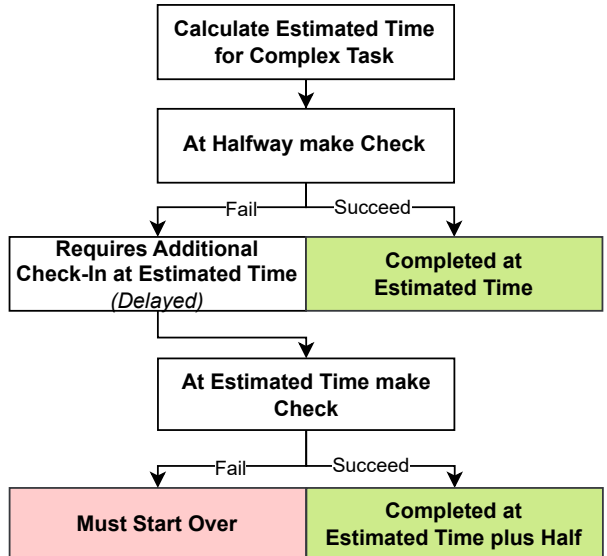 Calculate Estimated Time
for Complex Task
At Halfway make Check
Fail
Succeed
Requires Additional
Check-In at Estimated Time
(Delayed)
Completed at
Estimated Time
At Estimated Time make
Check
Fail
Succeed
Must Start Over
Completed at
Estimated Time plus Half